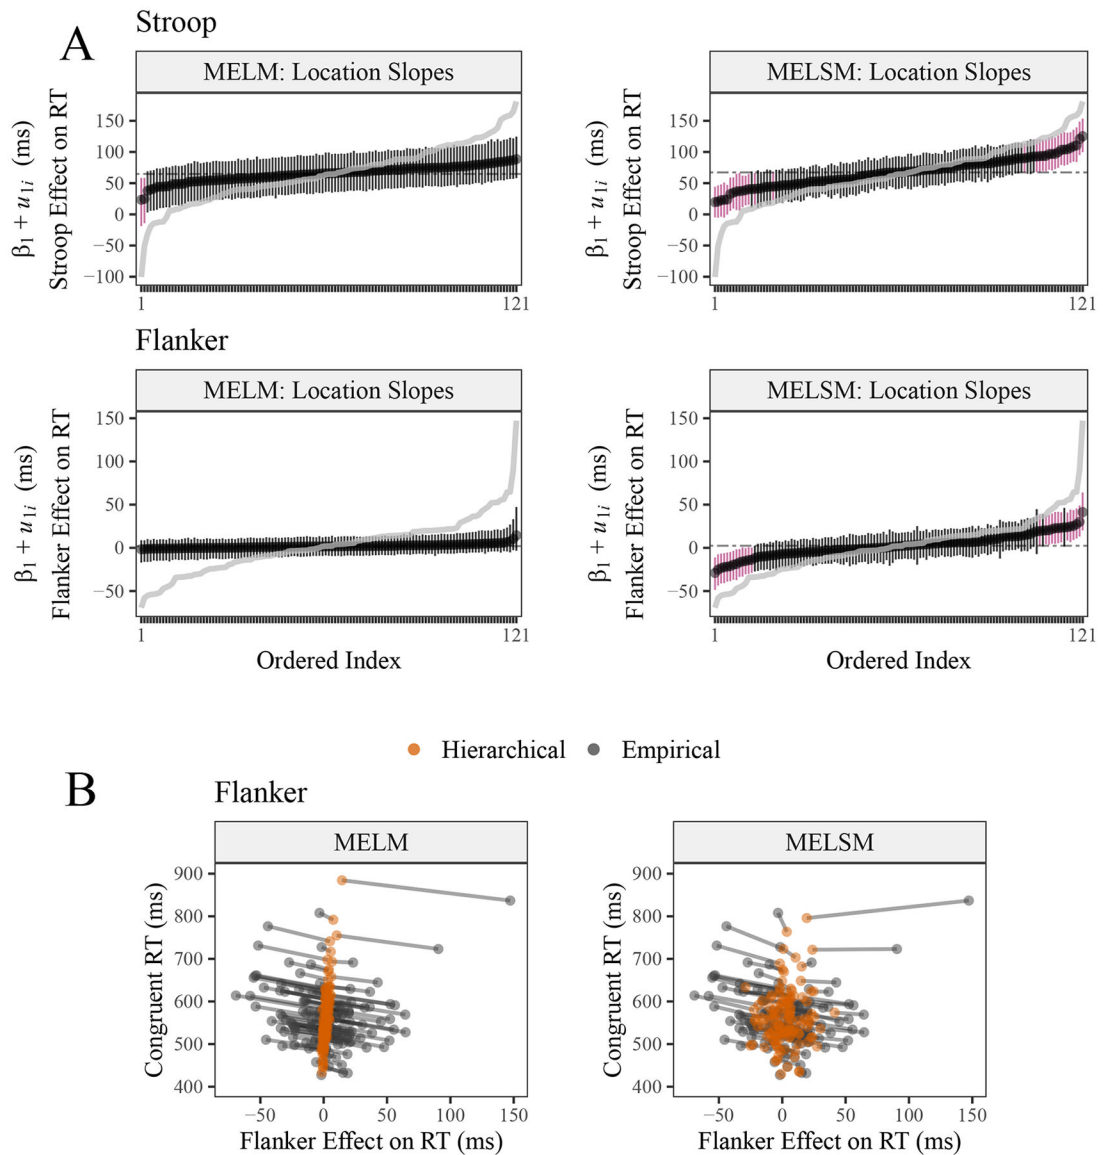 A
Stroop
MELM: Location Slopes
MELSM: Location Slopes
β1 + u1i (ms)
Stroop Effect on RT
150
100
50
0
−50
−100
1
121
β1 + u1i (ms)
Stroop Effect on RT
150
100
50
0
−50
−100
1
121
Flanker
MELM: Location Slopes
MELSM: Location Slopes
β1 + u1i (ms)
Flanker Effect on RT
150
100
50
0
−50
1
121
Ordered Index
β1 + u1i (ms)
Flanker Effect on RT
150
100
50
0
−50
1
121
Ordered Index
Hierarchical
Empirical
B
Flanker
MELM
MELSM
Congruent RT (ms)
900
800
700
600
500
400
−50
0
50
100
150
Flanker Effect on RT (ms)
Congruent RT (ms)
900
800
700
600
500
400
−50
0
50
100
150
Flanker Effect on RT (ms)